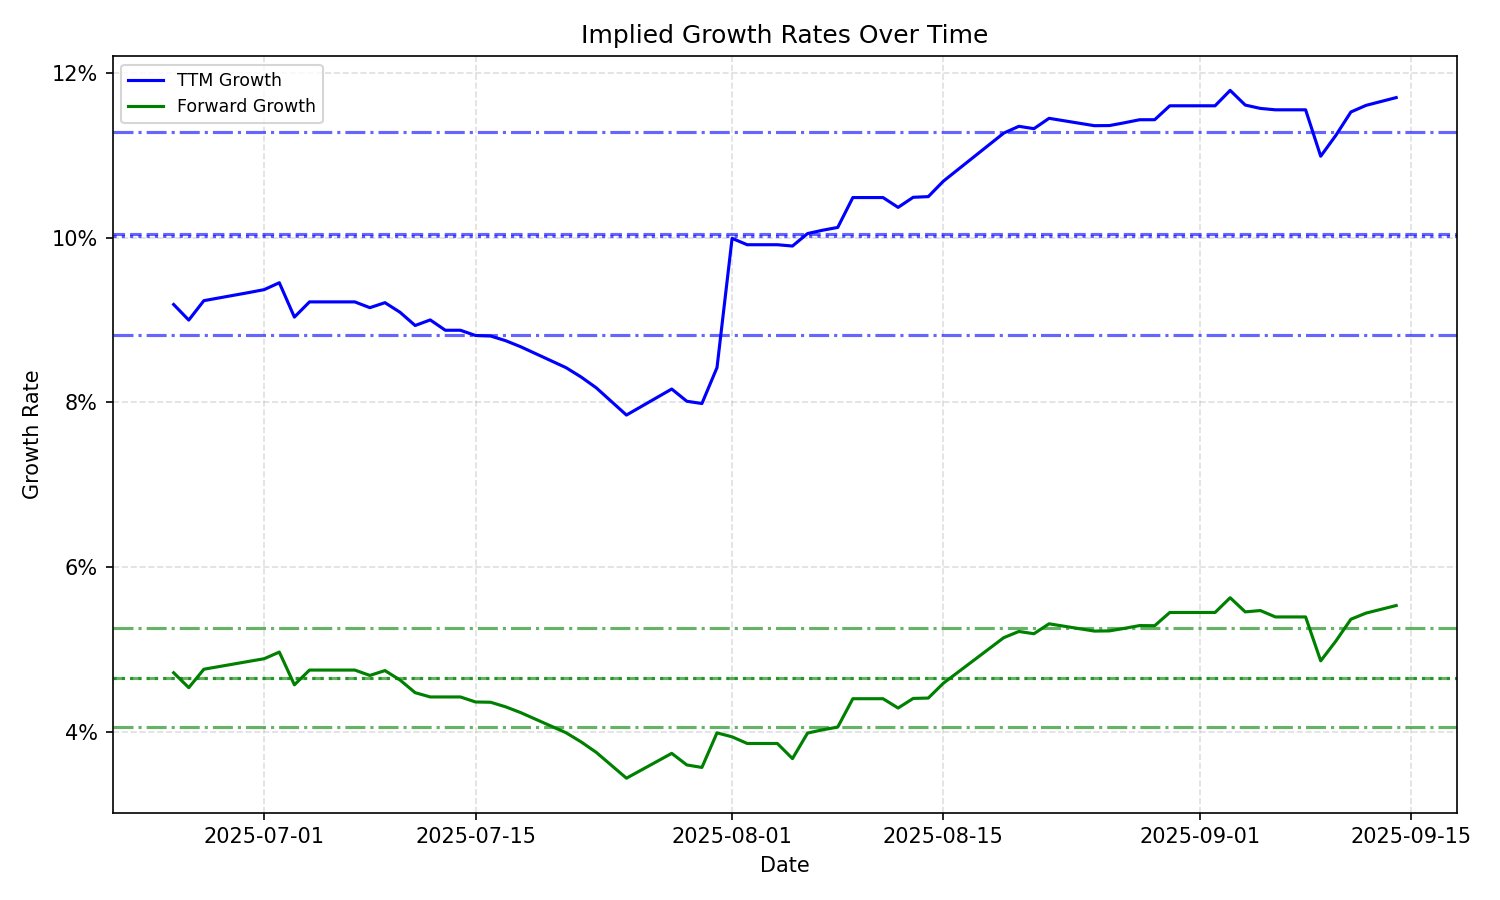 Implied Growth Rates Over Time
TTM Growth
Forward Growth
12%
10%
8%
6%
4%
Growth Rate
2025-07-01
2025-07-15
2025-08-01
2025-08-15
2025-09-01
2025-09-15
Date